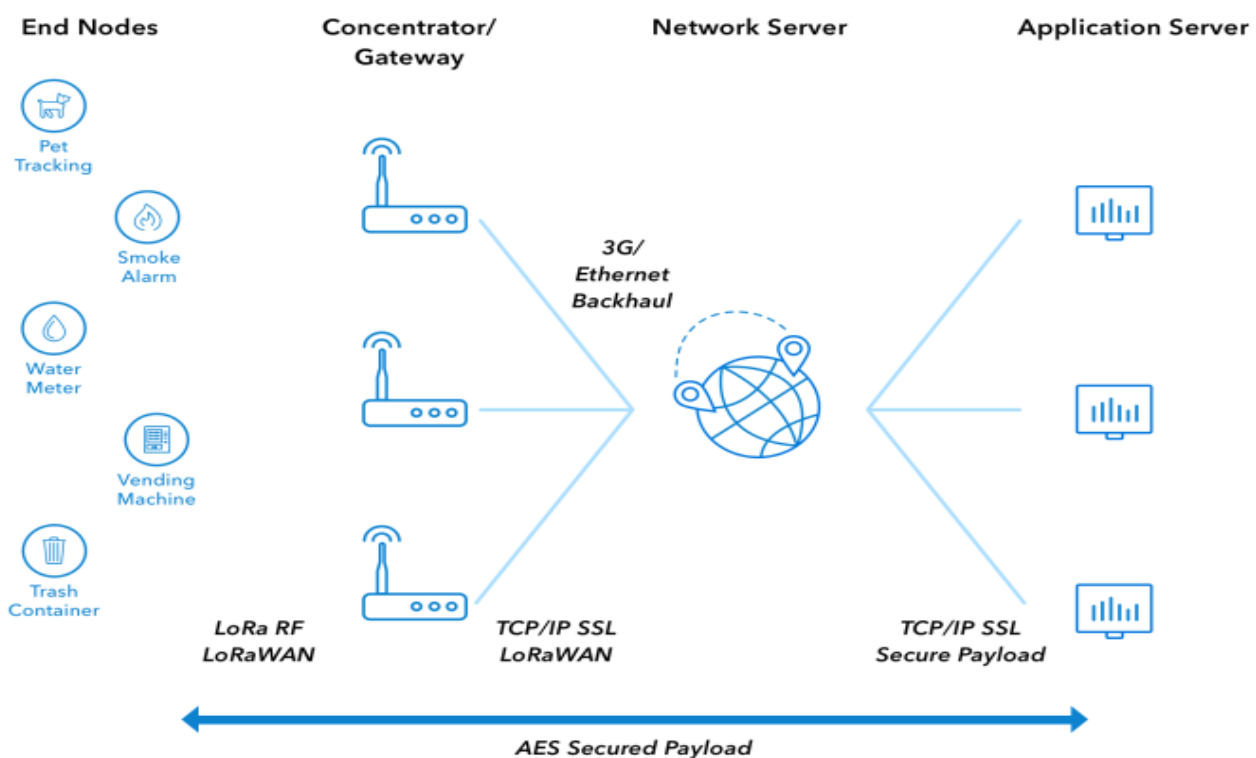 End Nodes
Concentrator/
Gateway
Network Server
Application Server
Pet
Tracking
Smoke
Alarm
Water
Meter
Vending
Machine
Trash
Container
3G/
Ethernet
Backhaul
LoRa RF
LoRaWAN
TCP/IP SSL
LoRaWAN
TCP/IP SSL
Secure Payload
AES Secured Payload